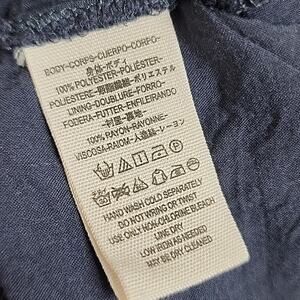 BODY-CORPS-CUERPO-CORPO-
身体-ボディ
100% POLYESTER-POLIÉSTER-
POLIESTERE-聚酯纖維-ポリエステル
LINING-DOUBLURE-FORRO-
FODERA-FUTTER-ENFILEIRANDO-
裏地
100% RAYON-RAYONNE-
VISCOSA-RAIOM-人造絲-レーヨン
HAND WASH COLD SEPARATELY
DO NOT WRING OR TWIST
USE ONLY NON-CHLORINE BLEACH
LINE DRY
LOW IRON AS NEEDED
MAY BE DRY CLEANED